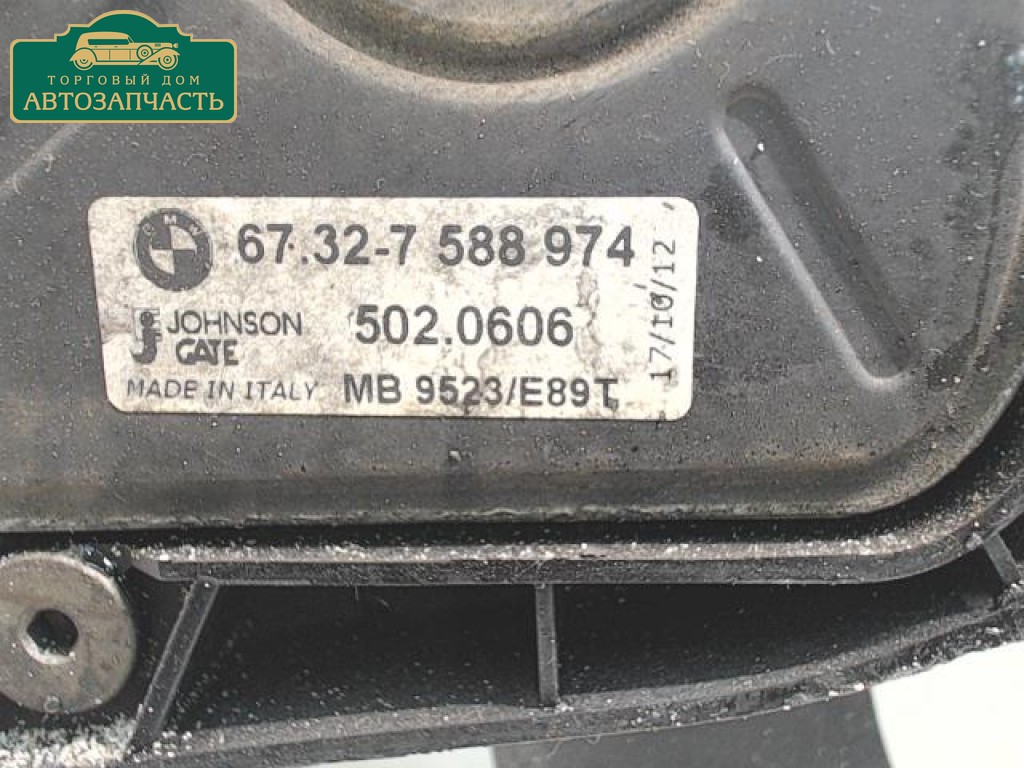 ТОРГОВЫЙ ДОМ
АВТОЗАПЧАСТЬ
BMW
67.32-7 588 974
JOHNSON
GATE
502.0606
MADE IN ITALY
MB 9523/E89T
17/10/12